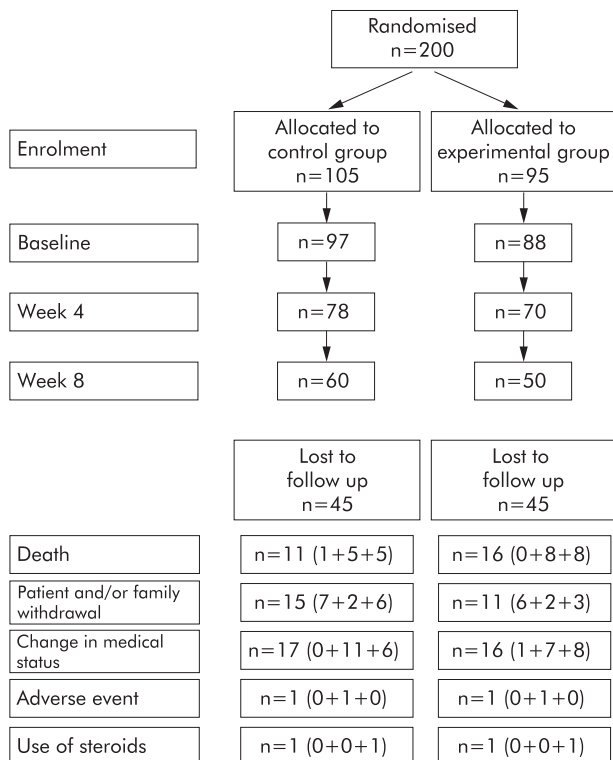 Randomised
n=200
Enrolment
Allocated to
control group
n=105
Allocated to
experimental group
n=95
Baseline
n=97
n=88
Week 4
n=78
n=70
Week 8
n=60
n=50
Lost to
follow up
n=45
Lost to
follow up
n=45
Death
n=11 (1+5+5)
n=16 (0+8+8)
Patient and/or family
withdrawal
n=15 (7+2+6)
n=11 (6+2+3)
Change in medical
status
n=17 (0+11+6)
n=16 (1+7+8)
Adverse event
n=1 (0+1+0)
n=1 (0+1+0)
Use of steroids
n=1 (0+0+1)
n=1 (0+0+1)